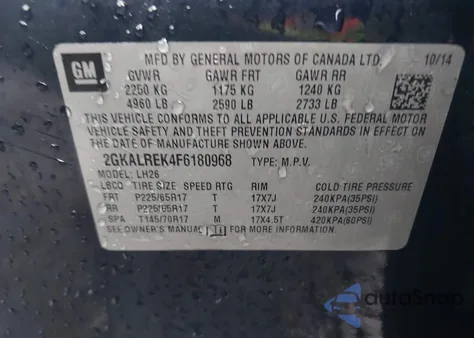 GM
MFD BY GENERAL MOTORS OF CANADA LTD.
10/14
GVWR GAWR FRT GAWR RR
2250 KG 1175 KG 1240 KG
4960 LB 2590 LB 2733 LB
THIS VEHICLE CONFORMS TO ALL APPLICABLE U.S. FEDERAL MOTOR
VEHICLE SAFETY AND THEFT PREVENTION STANDARDS IN EFFECT ON
THE DATE OF MANUFACTURE SHOWN ABOVE.
2GKALREK4F6180968 TYPE: M.P.V.
MODEL: LH26
LBCO TIRE SIZE SPEED RTG RIM COLD TIRE PRESSURE
FRT P225/65R17 T 17X7J 240KPA(35PSI)
RR P225/65R17 T 17X7J 240KPA(35PSI)
SPA T145/70R17 M 17X4.5T 420KPA(60PSI)
SEE OWNER'S MANUAL FOR MORE INFORMATION
autoSnap